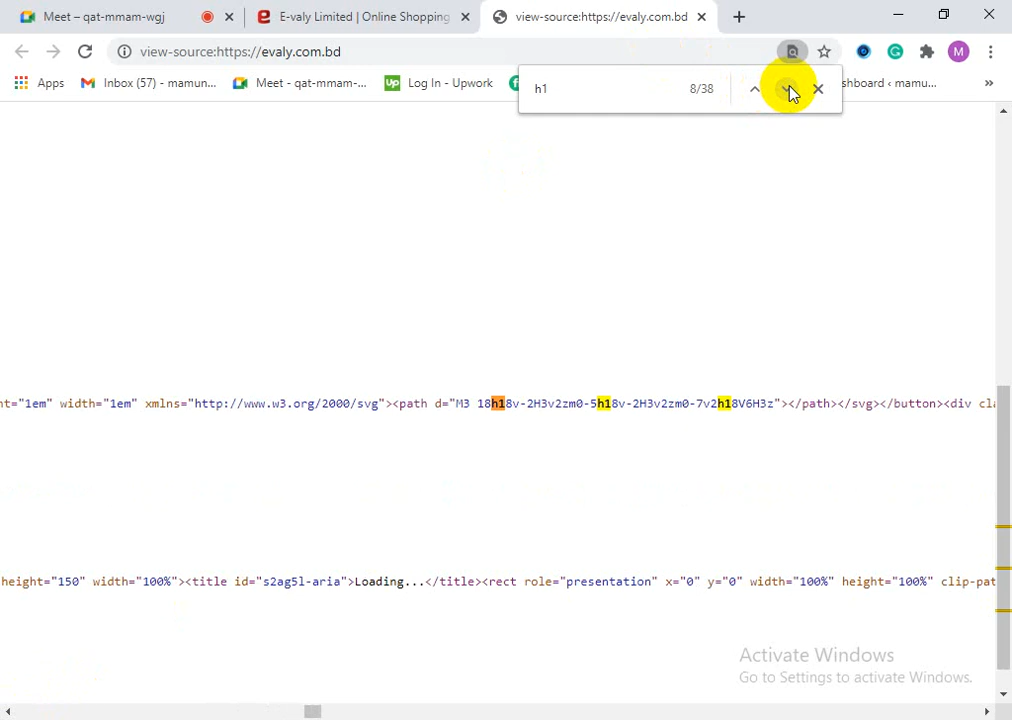 Meet – qat-mmam-wgj
E-valy Limited | Online Shopping
view-source:https://evaly.com.bd
view-source:https://evaly.com.bd
Apps
Inbox (57) - mamun...
Meet - qat-mmam-...
Up
Log In - Upwork
shboard ‹ mamu...
»
h1
8/38
M
nt="1em" width="1em" xmlns="http://www.w3.org/2000/svg"><path d="M3 18h18v-2H3v2zm0-5h18v-2H3v2zm0-7v2h18V6H3z"></path></svg></button><div cla
height="150" width="100%"><title id="s2ag5l-aria">Loading...</title><rect role="presentation" x="0" y="0" width="100%" height="100%" clip-pat
Activate Windows
Go to Settings to activate Windows.